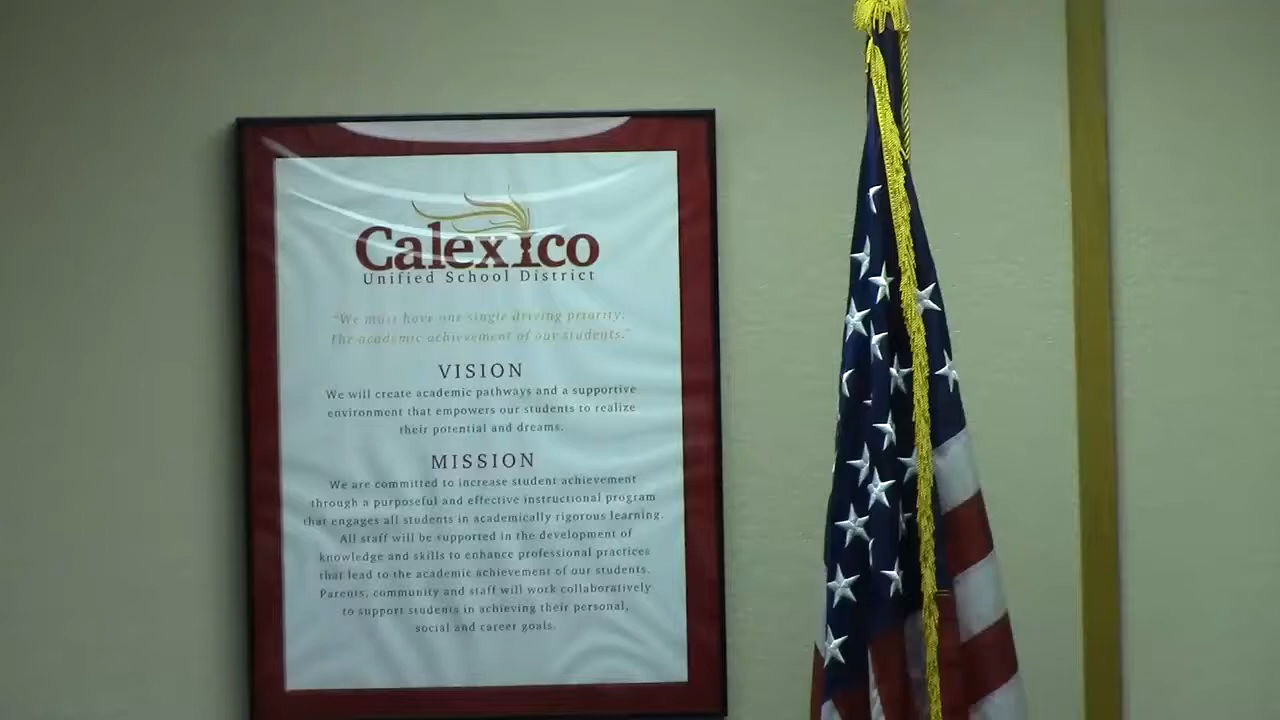 Calexico
Unified School District
"We must have one single driving priority:
The academic achievement of our students."
VISION
We will create academic pathways and a supportive
environment that empowers our students to realize
their potential and dreams.
MISSION
We are committed to increase student achievement
through a purposeful and effective instructional program
that engages all students in academically rigorous learning.
All staff will be supported in the development of
knowledge and skills to enhance professional practices
that lead to the academic achievement of our students.
Parents, community and staff will work collaboratively
to support students in achieving their personal,
social and career goals.